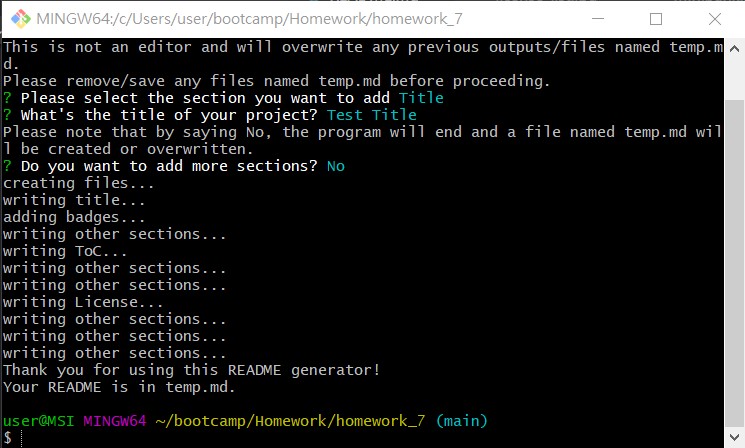 MINGW64:/c/Users/user/bootcamp/Homework/homework_7
This is not an editor and will overwrite any previous outputs/files named temp.m
d.
Please remove/save any files named temp.md before proceeding.
? Please select the section you want to add Title
? What's the title of your project? Test Title
Please note that by saying No, the program will end and a file named temp.md wil
l be created or overwritten.
? Do you want to add more sections? No
creating files...
writing title...
adding badges...
writing other sections...
writing ToC...
writing other sections...
writing other sections...
writing License...
writing other sections...
writing other sections...
writing other sections...
Thank you for using this README generator!
Your README is in temp.md.
user@MSI MINGW64 ~/bootcamp/Homework/homework_7 (main)
$